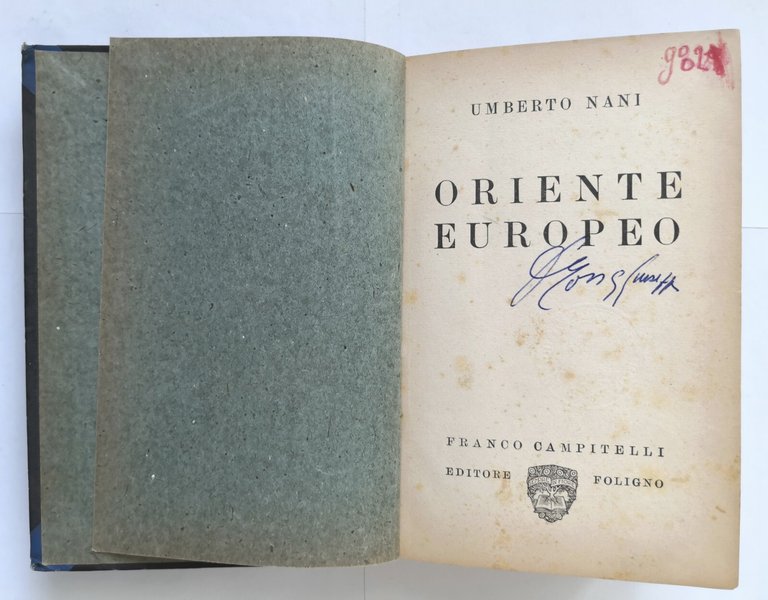 UMBERTO NANI
ORIENTE
EUROPEO
FRANCO CAMPITELLI
EDITORE FOLIGNO